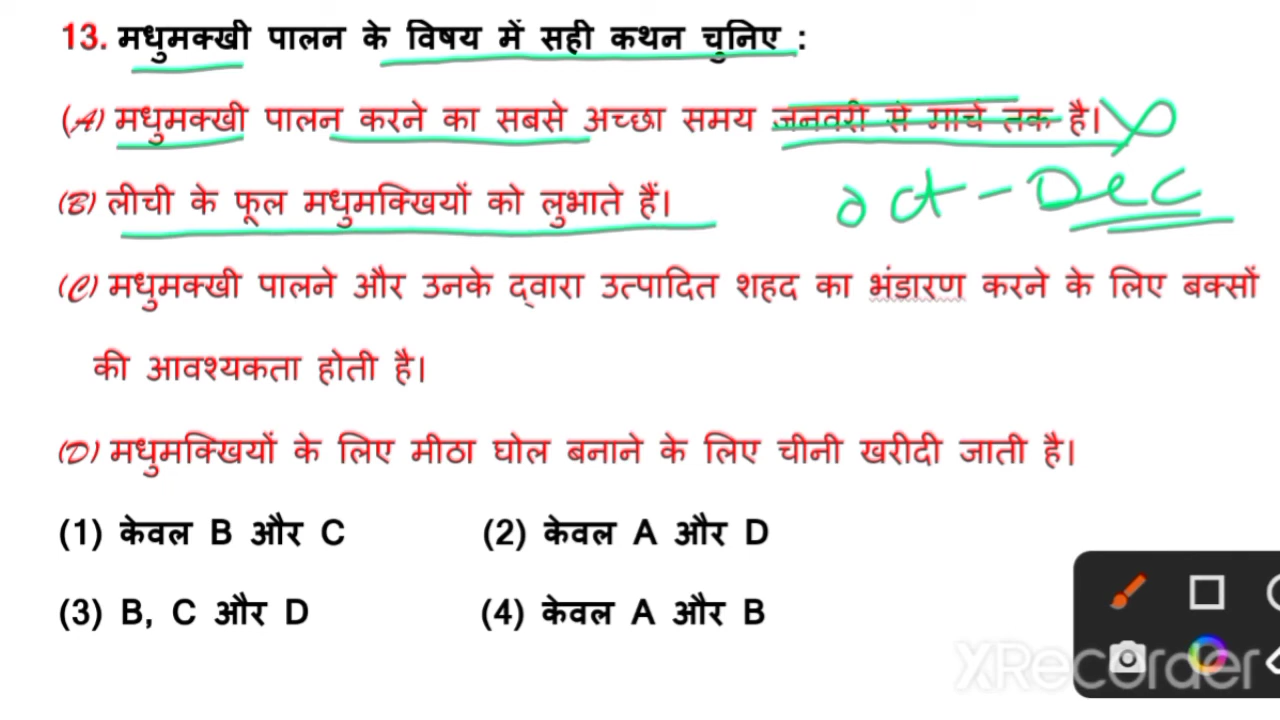 13. मधुमक्खी पालन के विषय में सही कथन चुनिए :
(A) मधुमक्खी पालन करने का सबसे अच्छा समय जनवरी से मार्च तक है।
(B) लीची के फूल मधुमक्खियों को लुभाते हैं।
oct - Dec
(C) मधुमक्खी पालने और उनके द्वारा उत्पादित शहद का भंडारण करने के लिए बक्सों
की आवश्यकता होती है।
(D) मधुमक्खियों के लिए मीठा घोल बनाने के लिए चीनी खरीदी जाती है।
(1) केवल B और C (2) केवल A और D
(3) B, C और D (4) केवल A और B
XRecorder